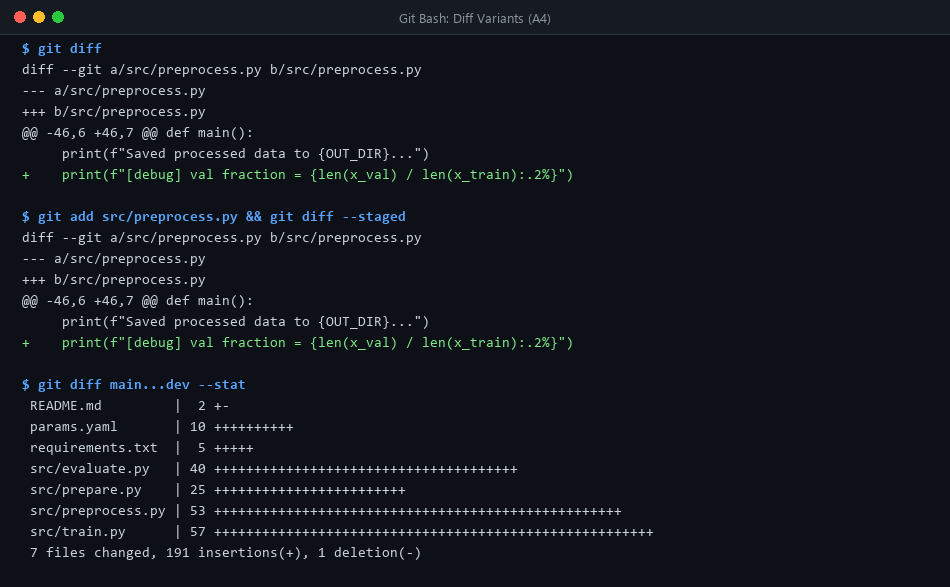 Git Bash: Diff Variants (A4)
$ git diff
diff --git a/src/preprocess.py b/src/preprocess.py
--- a/src/preprocess.py
+++ b/src/preprocess.py
@@ -46,6 +46,7 @@ def main():
     print(f"Saved processed data to {OUT_DIR}...")
+    print(f"[debug] val fraction = {len(x_val) / len(x_train):.2%}")
$ git add src/preprocess.py && git diff --staged
diff --git a/src/preprocess.py b/src/preprocess.py
--- a/src/preprocess.py
+++ b/src/preprocess.py
@@ -46,6 +46,7 @@ def main():
     print(f"Saved processed data to {OUT_DIR}...")
+    print(f"[debug] val fraction = {len(x_val) / len(x_train):.2%}")
$ git diff main...dev --stat
 README.md         |  2 +-
 params.yaml       | 10 ++++++++++
 requirements.txt  |  5 +++++
 src/evaluate.py   | 40 ++++++++++++++++++++++++++++++++++++++
 src/prepare.py    | 25 ++++++++++++++++++++++++
 src/preprocess.py | 53 +++++++++++++++++++++++++++++++++++++++++++++++++++
 src/train.py      | 57 +++++++++++++++++++++++++++++++++++++++++++++++++++++++
 7 files changed, 191 insertions(+), 1 deletion(-)